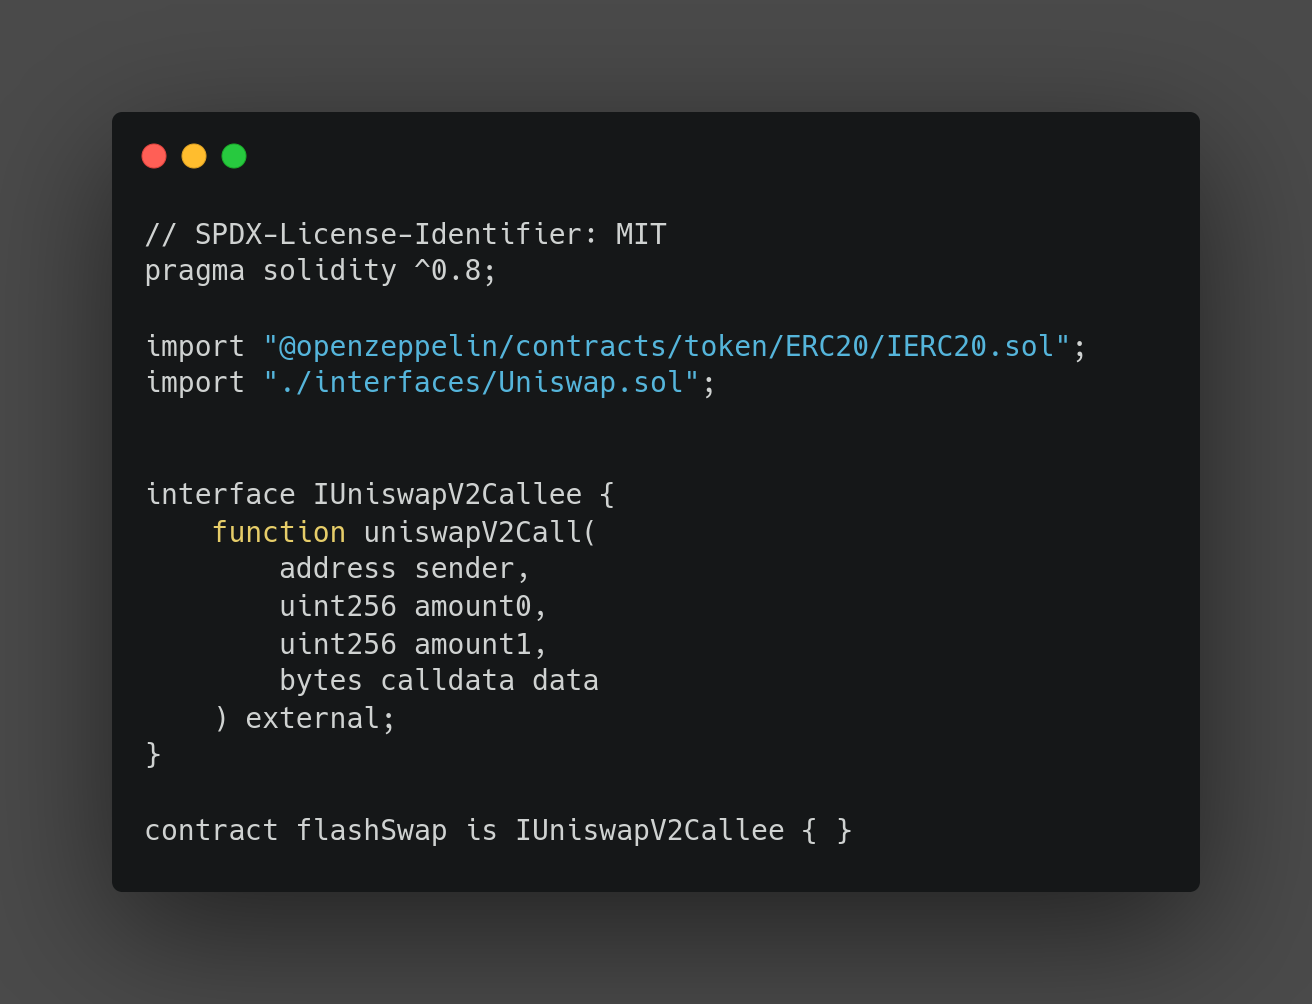 // SPDX-License-Identifier: MIT
pragma solidity ^0.8;
import "@openzeppelin/contracts/token/ERC20/IERC20.sol";
import "./interfaces/Uniswap.sol";
interface IUniswapV2Callee {
    function uniswapV2Call(
        address sender,
        uint256 amount0,
        uint256 amount1,
        bytes calldata data
    ) external;
}
contract flashSwap is IUniswapV2Callee { }